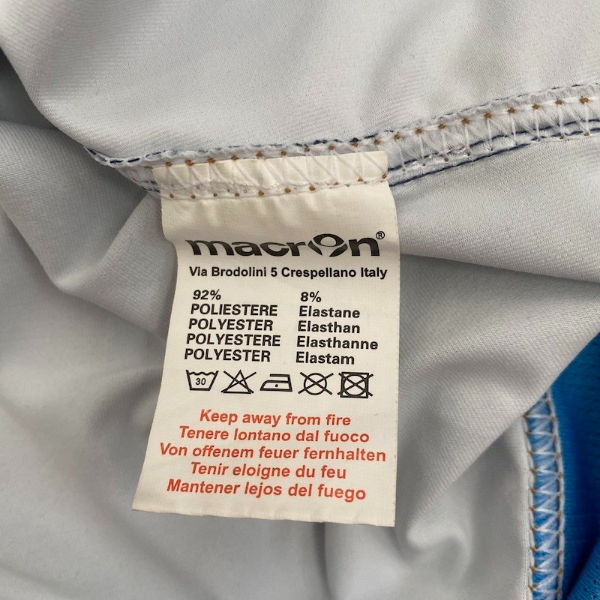 macron®
Via Brodolini 5 Crespellano Italy
92% 8%
POLIESTERE Elastane
POLYESTER Elasthan
POLYESTERE Elasthanne
POLYESTER Elastam
30
Keep away from fire
Tenere lontano dal fuoco
Von offenem feuer fernhalten
Tenir eloigne du feu
Mantener lejos del fuego